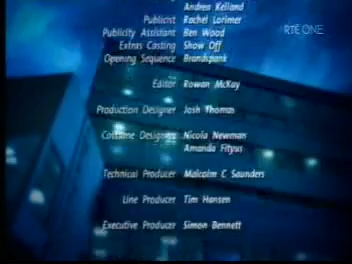 Andrew Kelland
Publicist Rachel Lorimer
RTÉ ONE
Publicity Assistant Ben Wood
Extras Casting Show Off
Opening Sequence Brandspank
Editor Rowan McKay
Production Designer Josh Thomas
Costume Designers Nicola Newman
Amanda Fityus
Technical Producer Malcolm C Saunders
Line Producer Tim Hansen
Executive Producer Simon Bennett